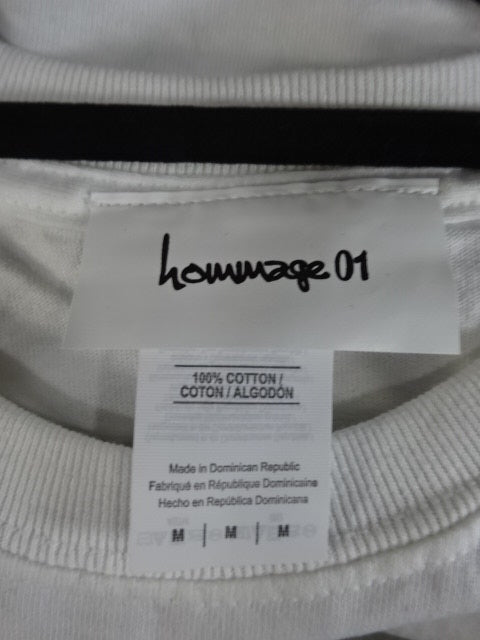 hommage 01
100% COTTON /
COTON / ALGODÓN
Made in Dominican Republic
Fabriqué en République Dominicaine
Hecho en República Dominicana
M | M | M